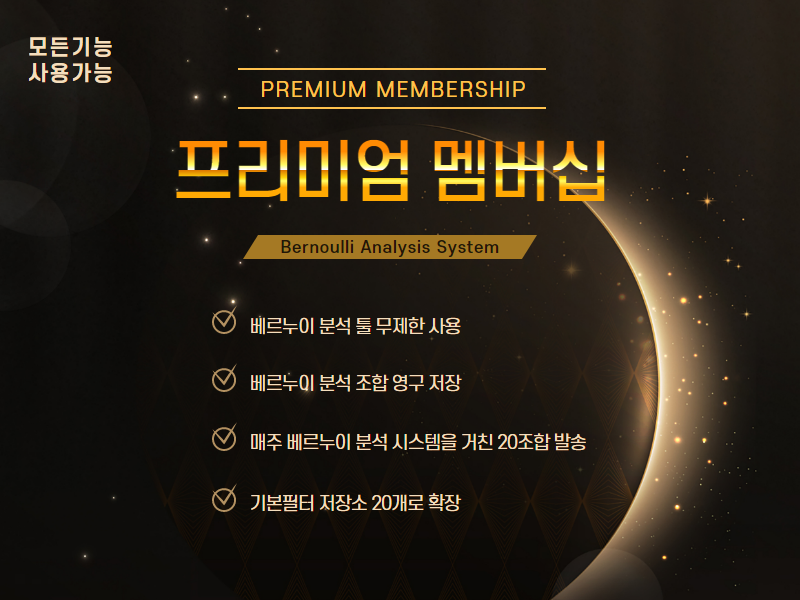 모든기능
사용가능
PREMIUM MEMBERSHIP
프리미엄 멤버십
Bernoulli Analysis System
베르누이 분석 툴 무제한 사용
베르누이 분석 조합 영구 저장
매주 베르누이 분석 시스템을 거친 20조합 발송
기본필터 저장소 20개로 확장